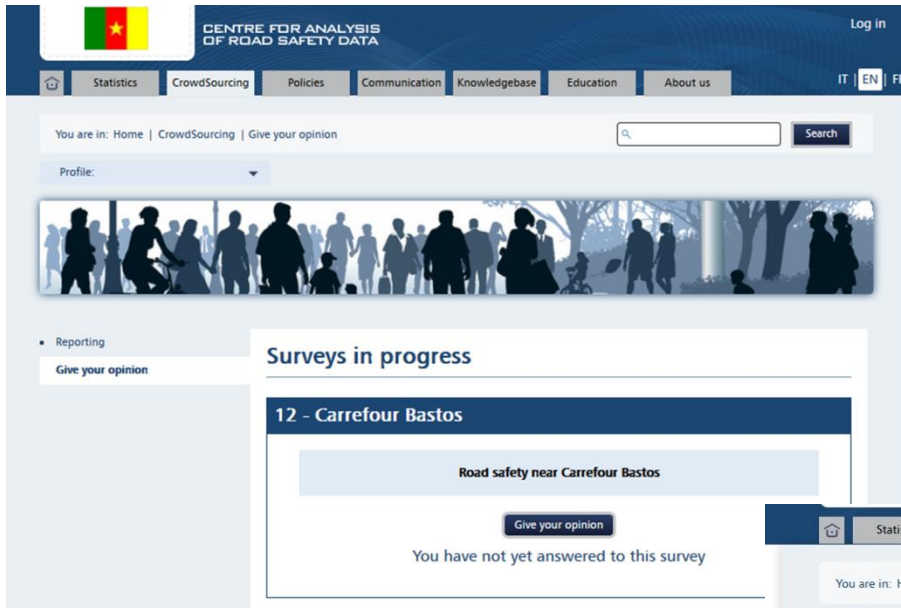 CENTRE FOR ANALYSIS
OF ROAD SAFETY DATA
Log in
Statistics CrowdSourcing Policies Communication Knowledgebase Education About us
IT | EN |
You are in: Home | CrowdSourcing | Give your opinion
Search
Profile:
Reporting
Give your opinion
Surveys in progress
12 - Carrefour Bastos
Road safety near Carrefour Bastos
Give your opinion
You have not yet answered to this survey
You are in: